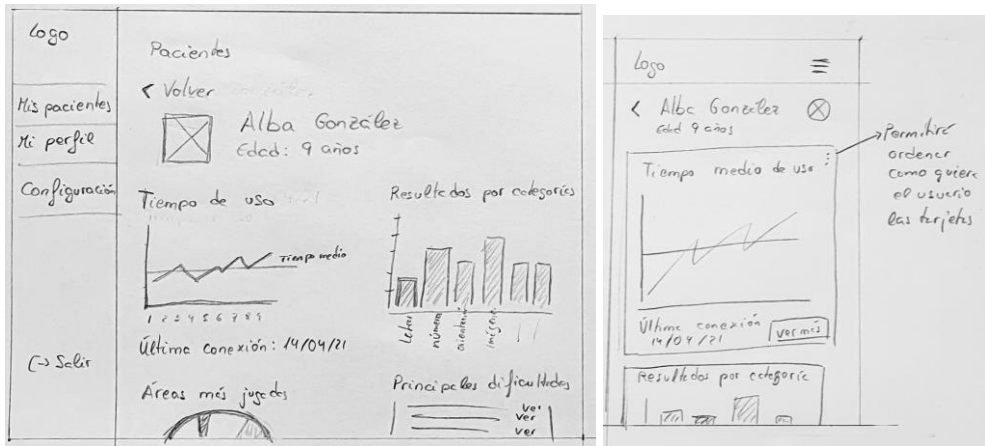 Logo
Mis pacientes
Mi perfil
Configuración
Salir
Pacientes
< Volver
Alba González
Edad: 9 años
Tiempo de uso
Tiempo medio
1 2 3 4 5 6 7 8 9
Última conexión: 14/04/21
Resultados por categorías
Letras
número
Áreas más jugadas
Principales dificultades
ver
ver
ver
Logo
< Alba González
Edad 9 años
Tiempo medio de uso
Última conexión
14/04/21
ver más
Resultados por categoría
Permitirá
ordenar
como quiera
el usuario
las tarjetas